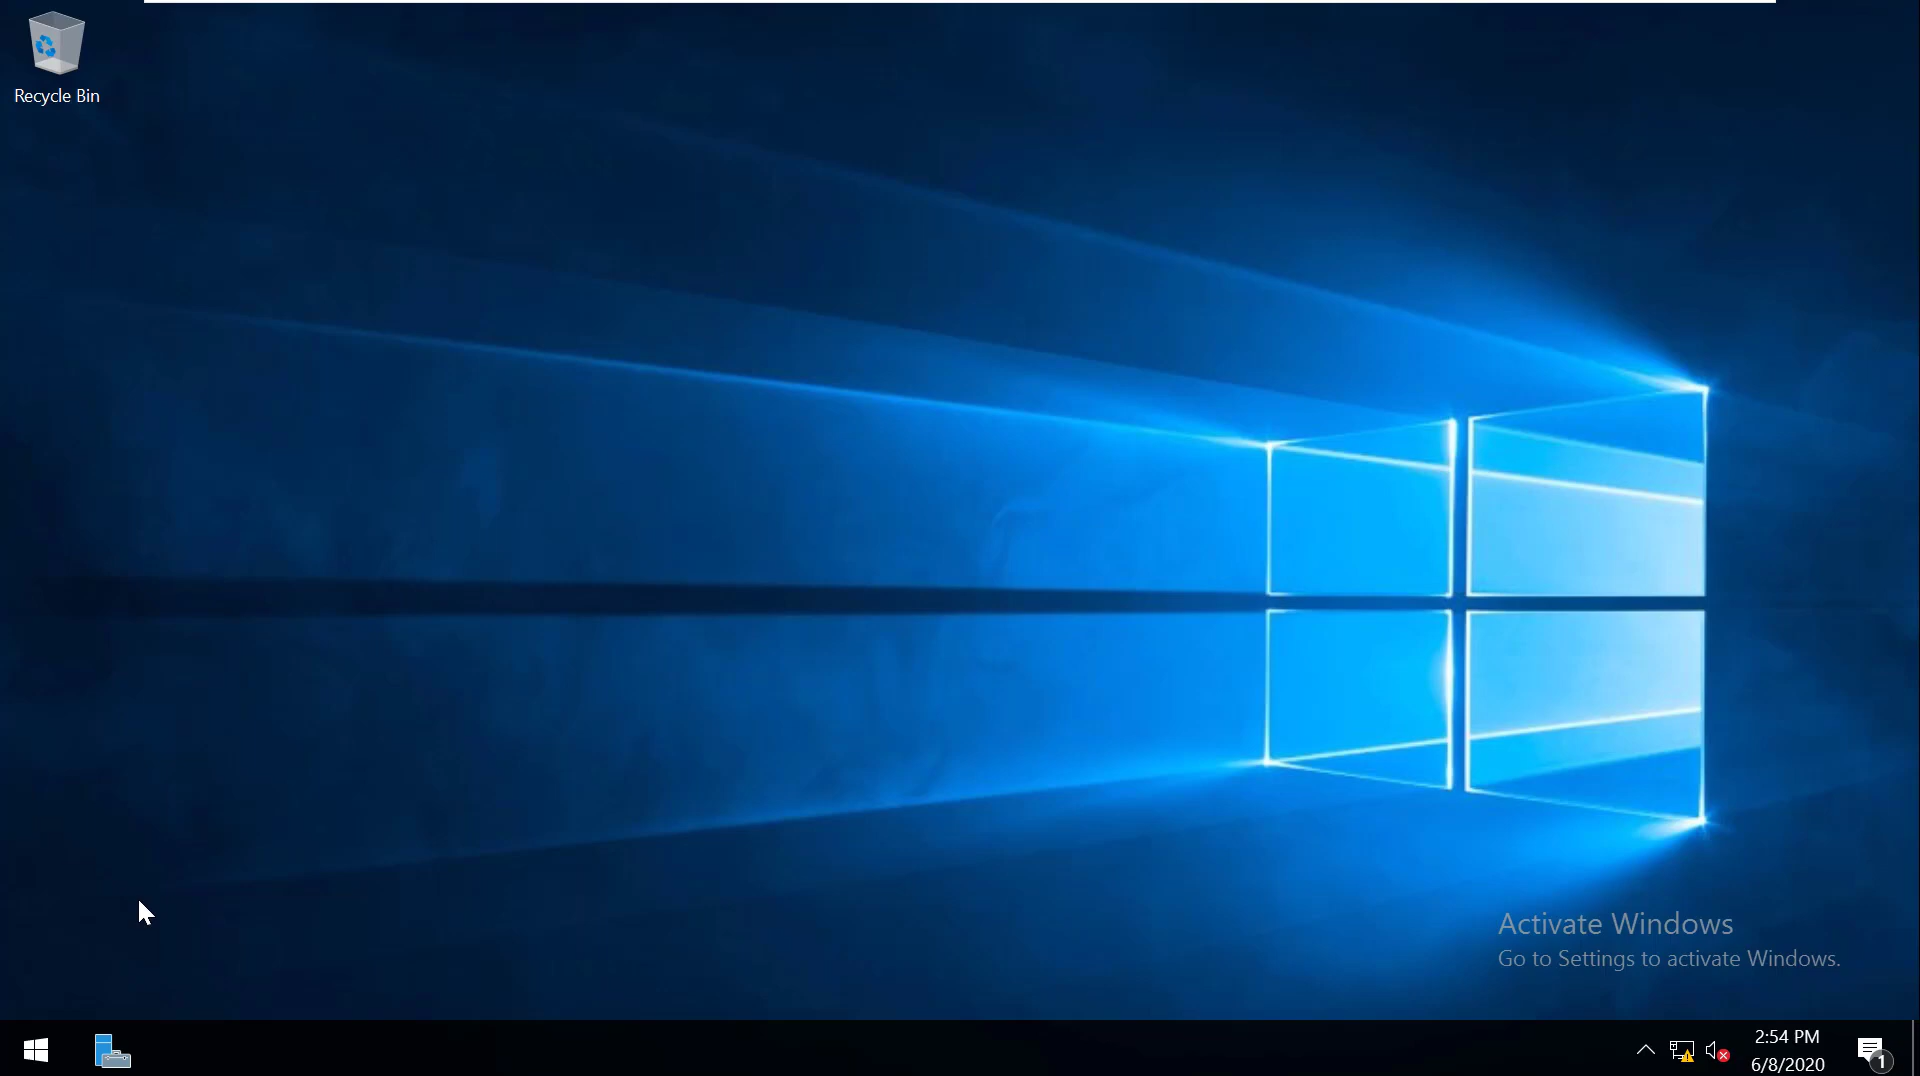 Recycle Bin
Activate Windows
Go to Settings to activate Windows.
2:54 PM
6/8/2020
1